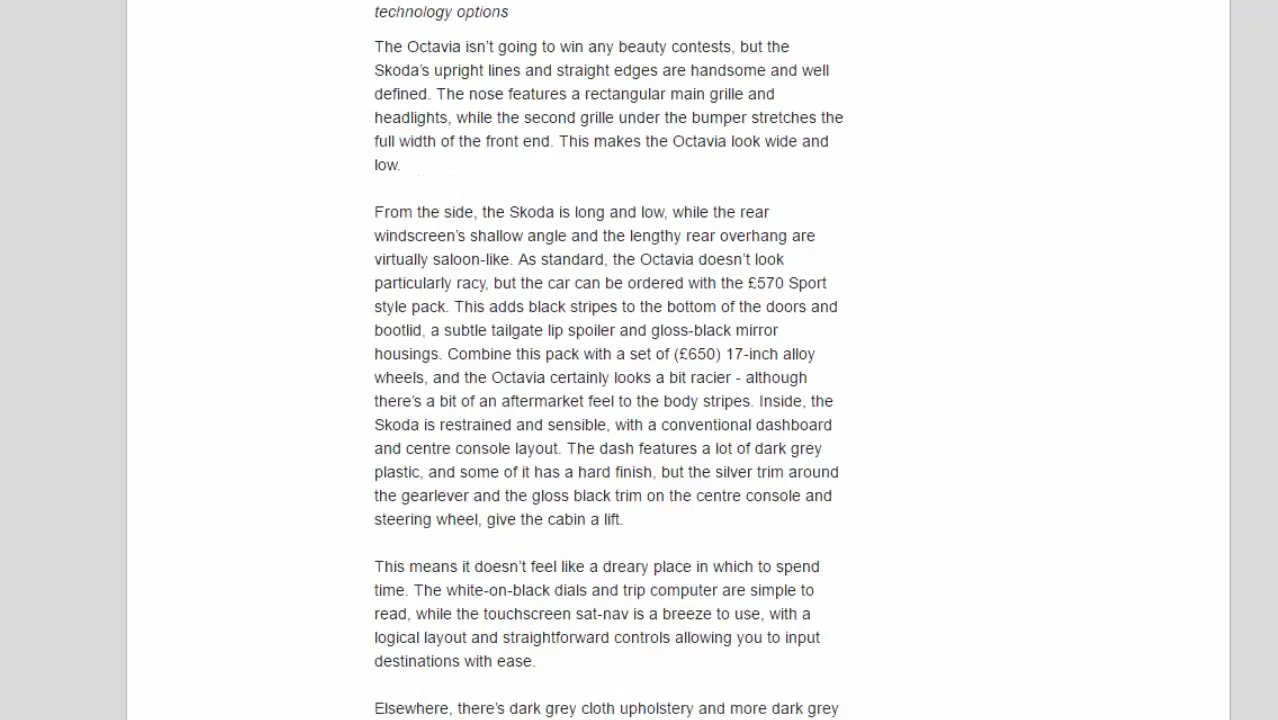 technology options
The Octavia isn’t going to win any beauty contests, but the
Skoda’s upright lines and straight edges are handsome and well
defined. The nose features a rectangular main grille and
headlights, while the second grille under the bumper stretches the
full width of the front end. This makes the Octavia look wide and
low.
From the side, the Skoda is long and low, while the rear
windscreen’s shallow angle and the lengthy rear overhang are
virtually saloon-like. As standard, the Octavia doesn’t look
particularly racy, but the car can be ordered with the £570 Sport
style pack. This adds black stripes to the bottom of the doors and
bootlid, a subtle tailgate lip spoiler and gloss-black mirror
housings. Combine this pack with a set of (£650) 17-inch alloy
wheels, and the Octavia certainly looks a bit racier - although
there’s a bit of an aftermarket feel to the body stripes. Inside, the
Skoda is restrained and sensible, with a conventional dashboard
and centre console layout. The dash features a lot of dark grey
plastic, and some of it has a hard finish, but the silver trim around
the gearlever and the gloss black trim on the centre console and
steering wheel, give the cabin a lift.
This means it doesn’t feel like a dreary place in which to spend
time. The white-on-black dials and trip computer are simple to
read, while the touchscreen sat-nav is a breeze to use, with a
logical layout and straightforward controls allowing you to input
destinations with ease.
Elsewhere, there’s dark grey cloth upholstery and more dark grey